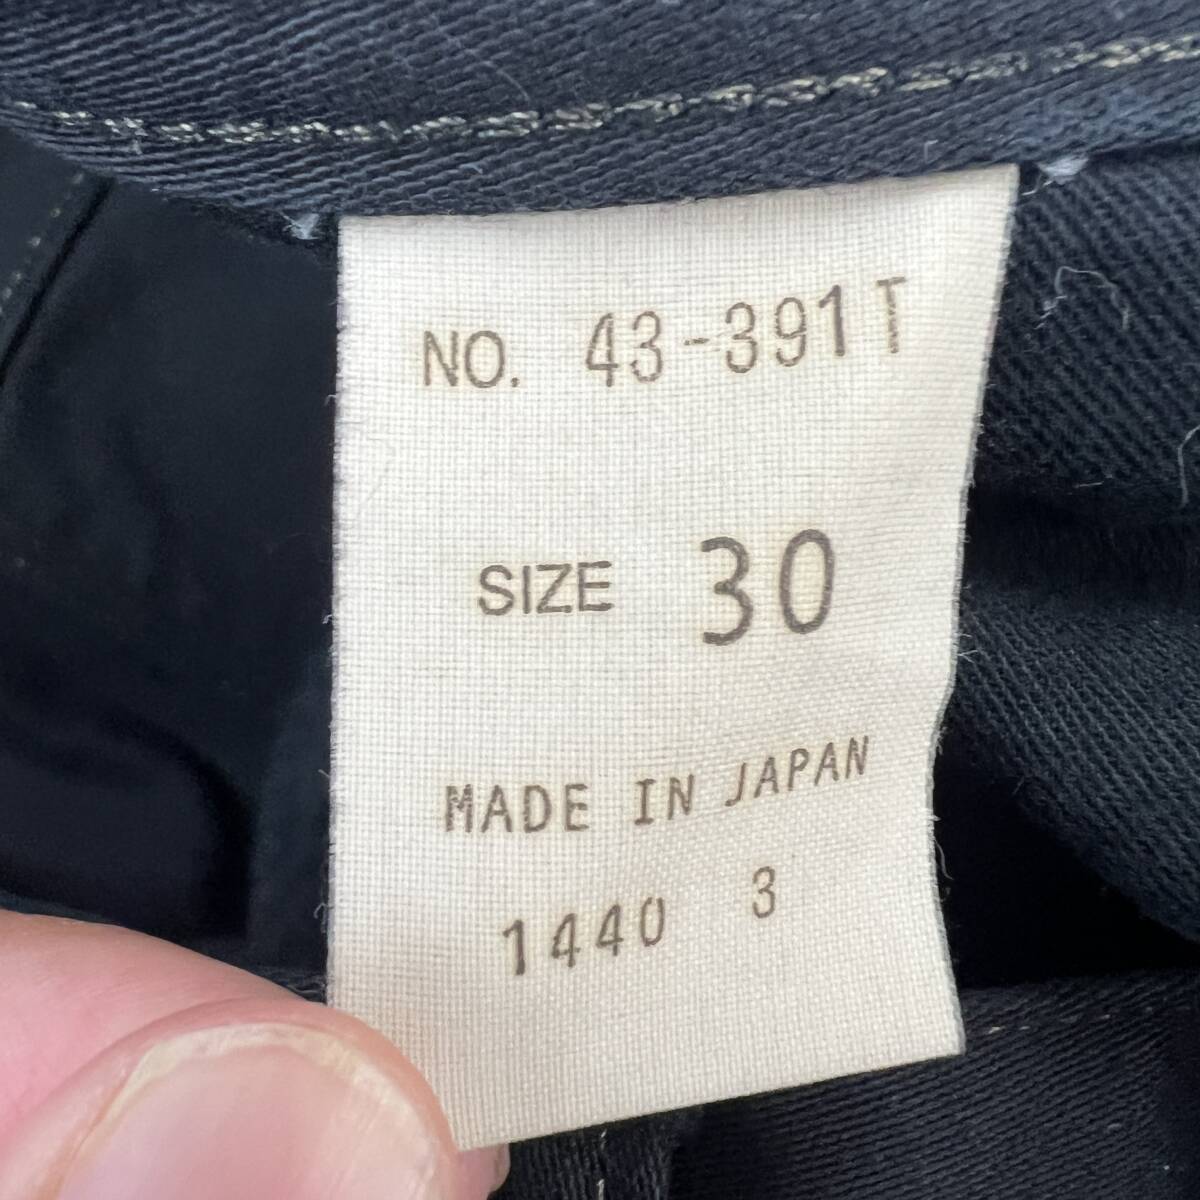 NO. 43-391T
SIZE 30
MADE IN JAPAN
1440 3